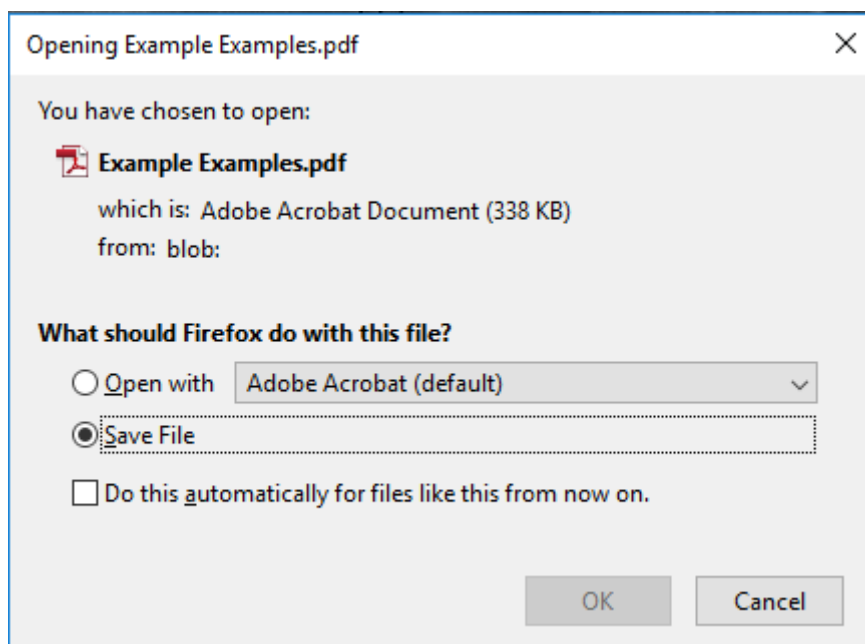 Opening Example Examples.pdf
You have chosen to open:
Example Examples.pdf
which is: Adobe Acrobat Document (338 KB)
from: blob:
What should Firefox do with this file?
Open with Adobe Acrobat (default)
Save File
Do this automatically for files like this from now on.
OK Cancel